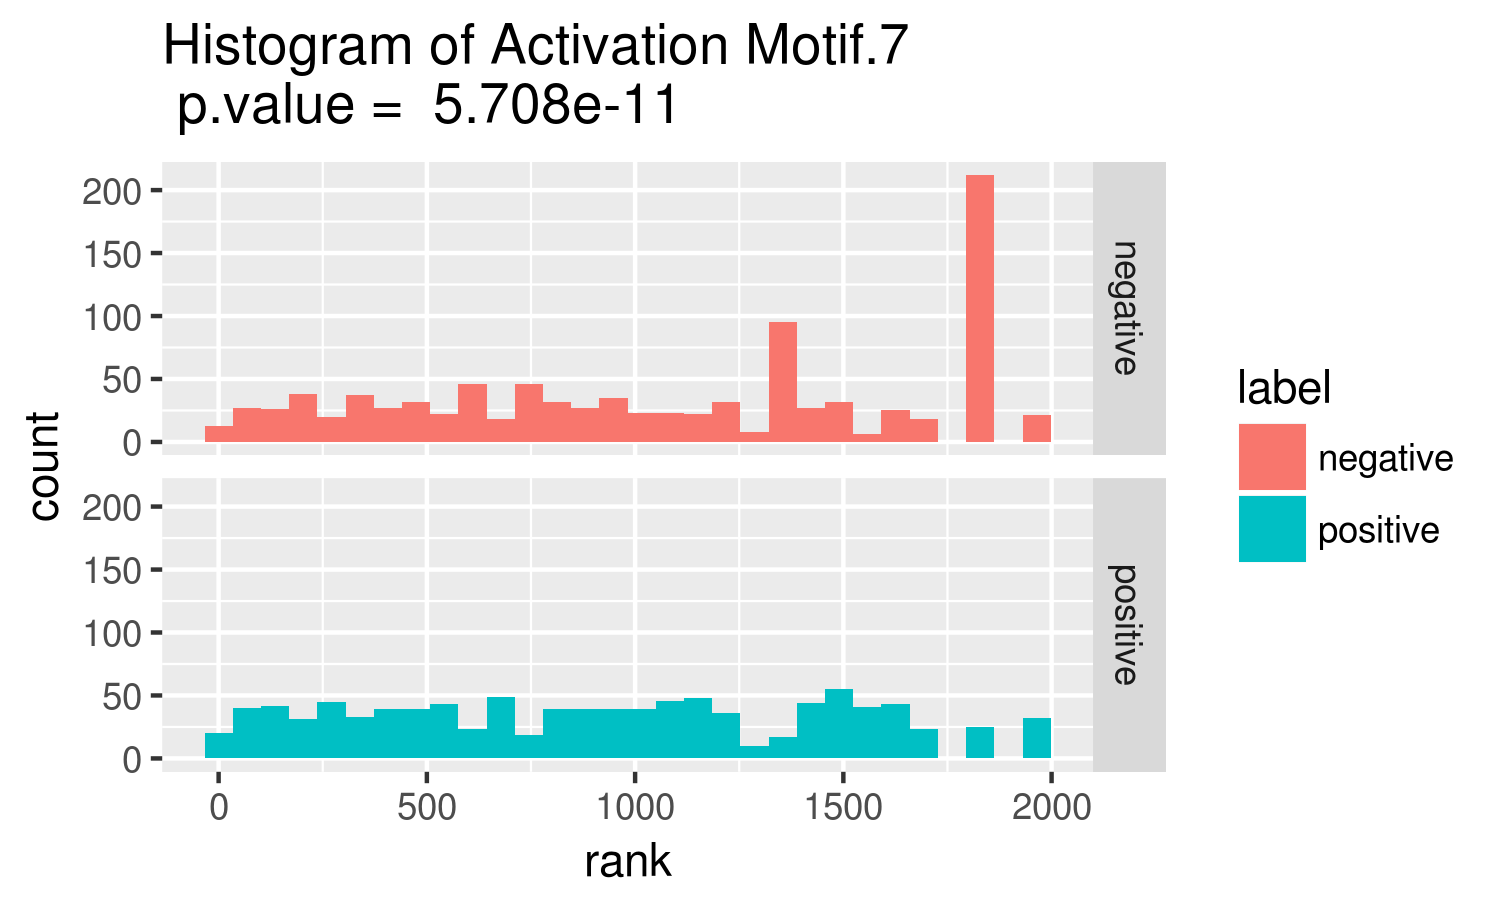 Histogram of Activation Motif.7
p.value = 5.708e-11
200
150
100
50
0
negative
200
150
100
50
0
positive
count
0 500 1000 1500 2000
rank
label
negative
positive